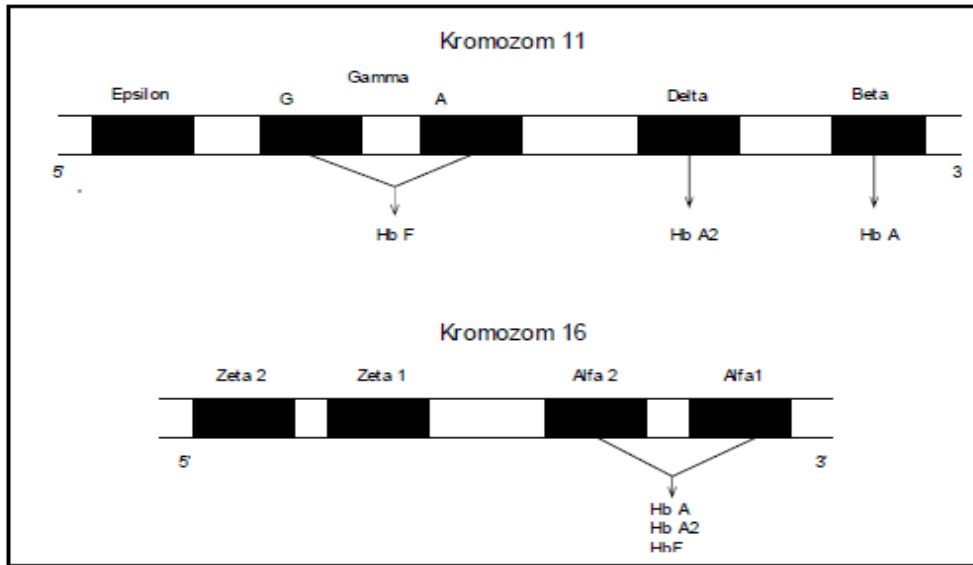 Kromozom 11
Gamma
Epsilon G A Delta Beta
5' 3
Hb F Hb A2 Hb A
Kromozom 16
Zeta 2 Zeta 1 Alfa 2 Alfa1
5' 3'
Hb A
Hb A2
HbF